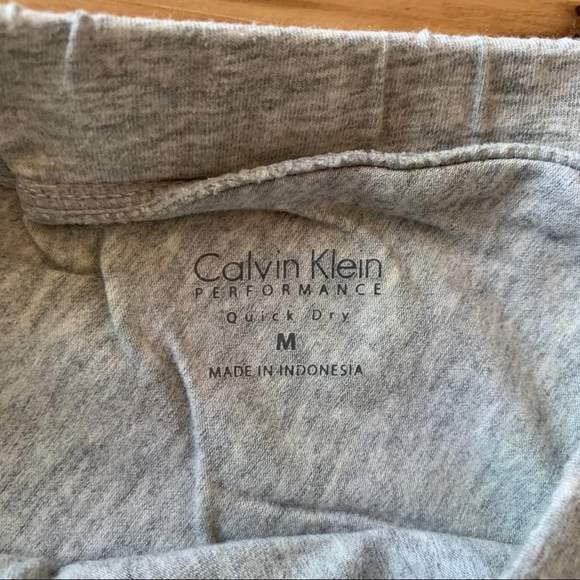 Calvin Klein
PERFORMANCE
Quick Dry
M
MADE IN INDONESIA